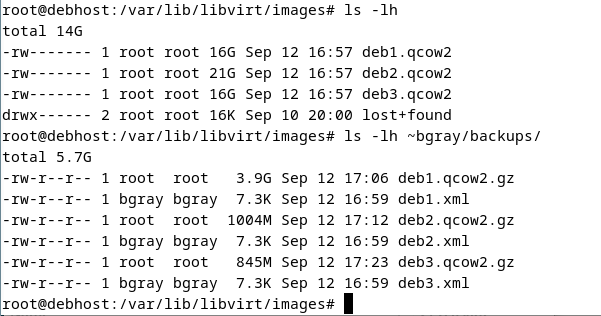 root@debhost:/var/lib/libvirt/images# ls -lh
total 14G
-rw------- 1 root root 16G Sep 12 16:57 deb1.qcow2
-rw------- 1 root root 21G Sep 12 16:57 deb2.qcow2
-rw------- 1 root root 16G Sep 12 16:57 deb3.qcow2
drwx------ 2 root root 16K Sep 10 20:00 lost+found
root@debhost:/var/lib/libvirt/images# ls -lh ~bgray/backups/
total 5.7G
-rw-r--r-- 1 root  root   3.9G Sep 12 17:06 deb1.qcow2.gz
-rw-r--r-- 1 bgray bgray  7.3K Sep 12 16:59 deb1.xml
-rw-r--r-- 1 root  root  1004M Sep 12 17:12 deb2.qcow2.gz
-rw-r--r-- 1 bgray bgray  7.3K Sep 12 16:59 deb2.xml
-rw-r--r-- 1 root  root   845M Sep 12 17:23 deb3.qcow2.gz
-rw-r--r-- 1 bgray bgray  7.3K Sep 12 16:59 deb3.xml
root@debhost:/var/lib/libvirt/images#